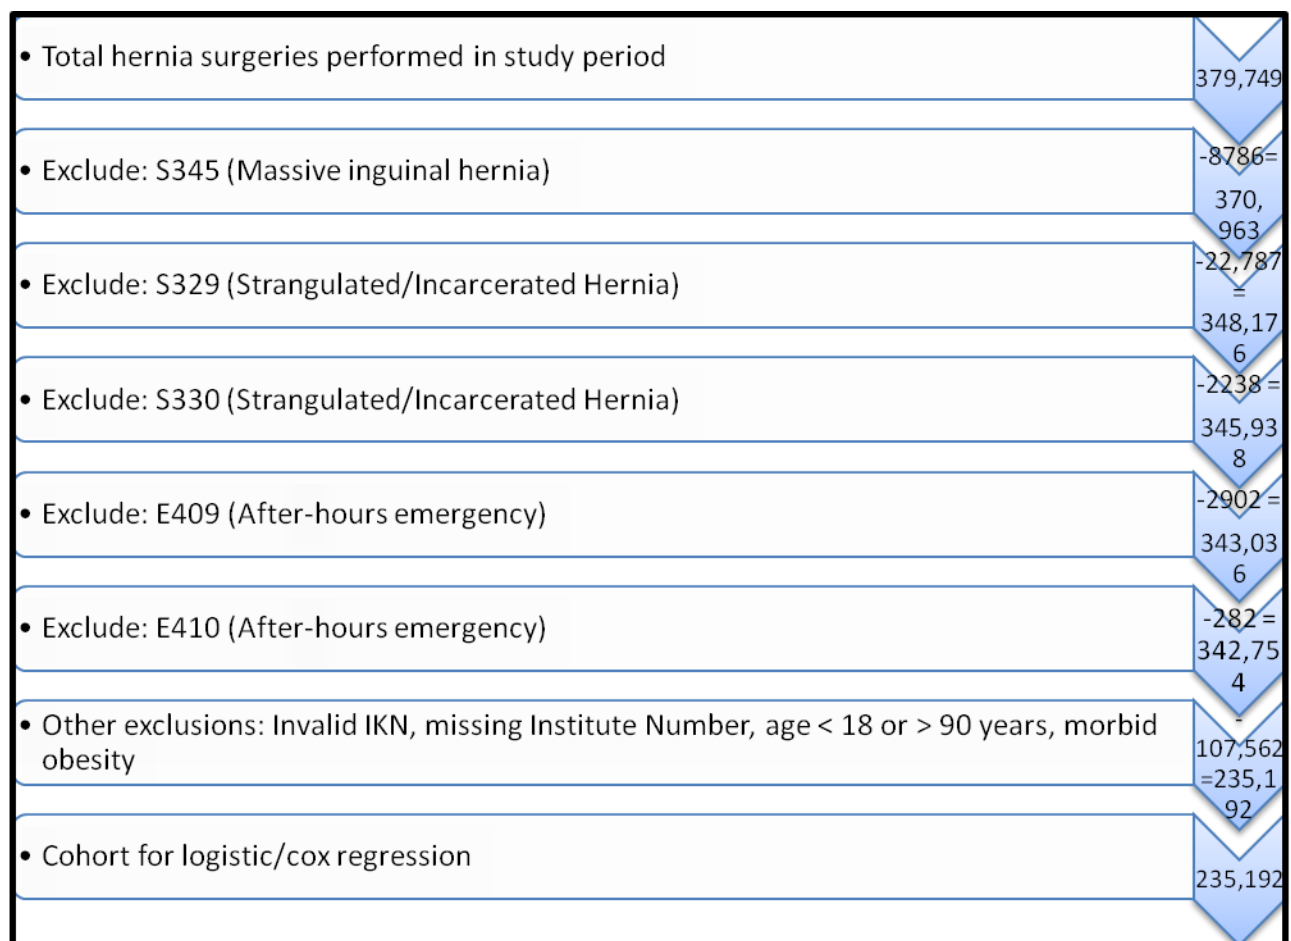 • Total hernia surgeries performed in study period
379,749
• Exclude: S345 (Massive inguinal hernia)
-8786=
370,
963
• Exclude: S329 (Strangulated/Incarcerated Hernia)
-22,787
=
348,17
6
• Exclude: S330 (Strangulated/Incarcerated Hernia)
-2238 =
345,93
8
• Exclude: E409 (After-hours emergency)
-2902 =
343,03
6
• Exclude: E410 (After-hours emergency)
-282 =
342,75
4
• Other exclusions: Invalid IKN, missing Institute Number, age < 18 or > 90 years, morbid
obesity
-
107,562
=235,1
92
• Cohort for logistic/cox regression
235,192